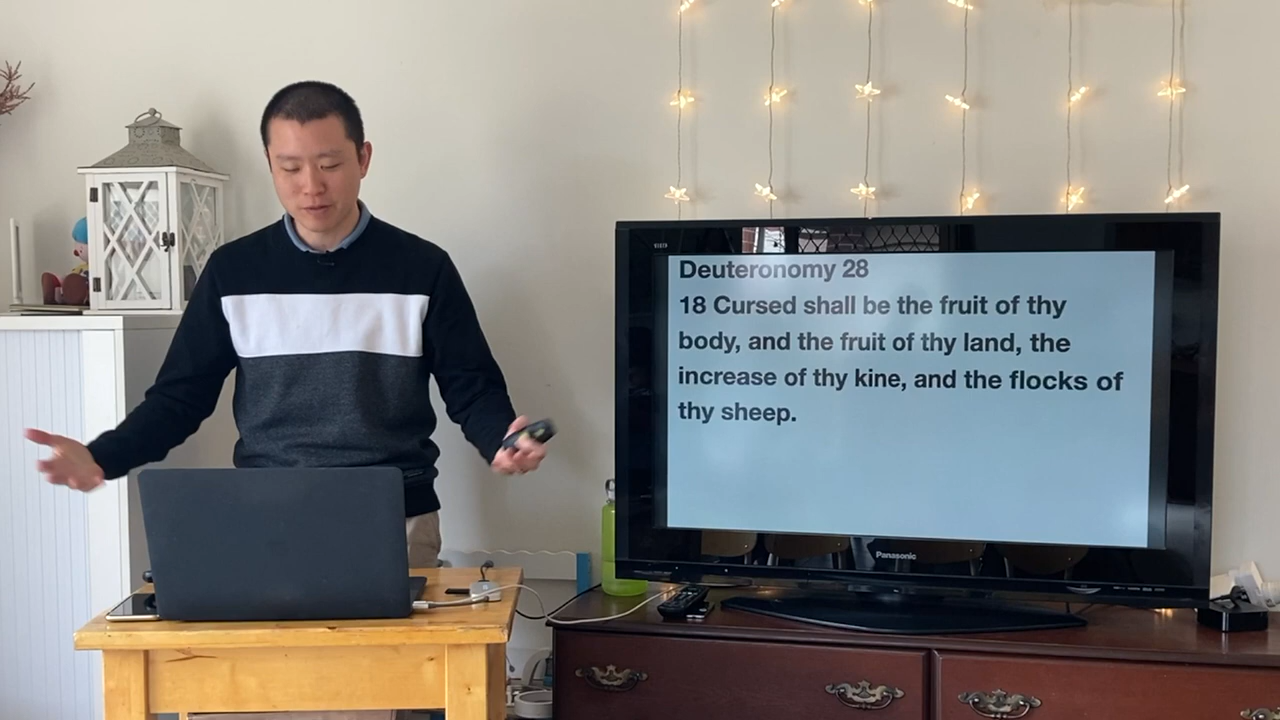 Deuteronomy 28
18 Cursed shall be the fruit of thy
body, and the fruit of thy land, the
increase of thy kine, and the flocks of
thy sheep.
Panasonic